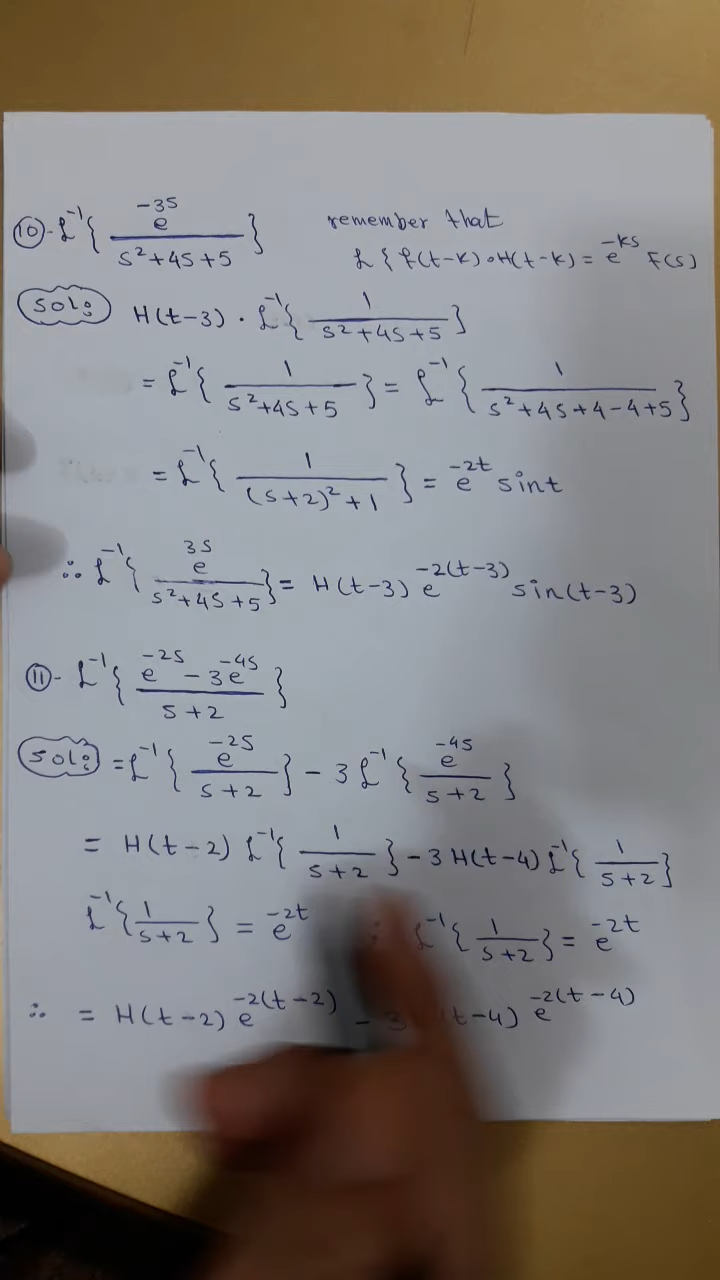 ⑩- ℒ⁻¹{ e^(-3s) / (s²+4s+5) } remember that
ℒ{f(t-k)∘H(t-k) = e^(-ks) F(s)
sol: H(t-3) · ℒ⁻¹{ 1 / (s²+4s+5) }
= ℒ⁻¹{ 1 / (s²+4s+5) } = ℒ⁻¹{ 1 / (s²+4s+4-4+5) }
= ℒ⁻¹{ 1 / ((s+2)²+1) } = e^(-2t) sint
∴ ℒ⁻¹{ e^(3s) / (s²+4s+5) } = H(t-3) e^(-2(t-3)) sin(t-3)
⑪- ℒ⁻¹{ (e^(-2s) - 3e^(-4s)) / (s+2) }
sol: = ℒ⁻¹{ e^(-2s) / (s+2) } - 3 ℒ⁻¹{ e^(-4s) / (s+2) }
= H(t-2) ℒ⁻¹{ 1 / (s+2) } - 3 H(t-4) ℒ⁻¹{ 1 / (s+2) }
ℒ⁻¹{ 1 / (s+2) } = e^(-2t) ℒ⁻¹{ 1 / (s+2) } = e^(-2t)
∴ = H(t-2) e^(-2(t-2)) - 3 t-4) e^(-2(t-4))